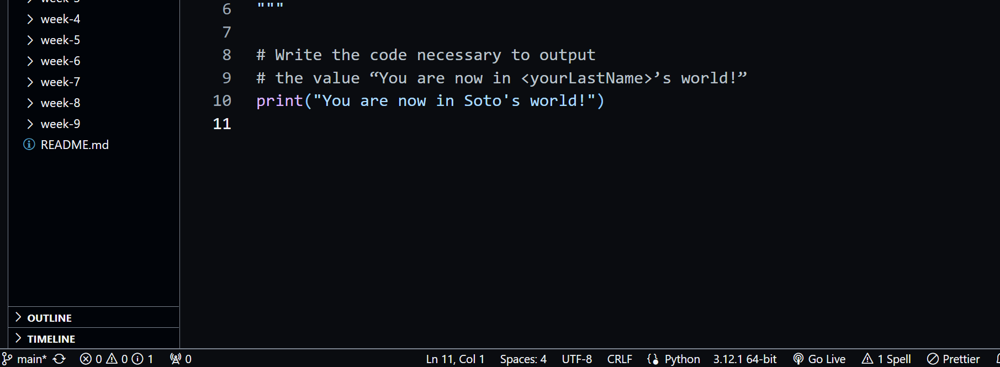 week-4
week-5
week-6
week-7
week-8
week-9
README.md
OUTLINE
TIMELINE
6 """
7
8 # Write the code necessary to output
9 # the value “You are now in <yourLastName>’s world!”
10 print("You are now in Soto's world!")
11
main* 0 0 1 0 Ln 11, Col 1 Spaces: 4 UTF-8 CRLF Python 3.12.1 64-bit Go Live 1 Spell Prettier